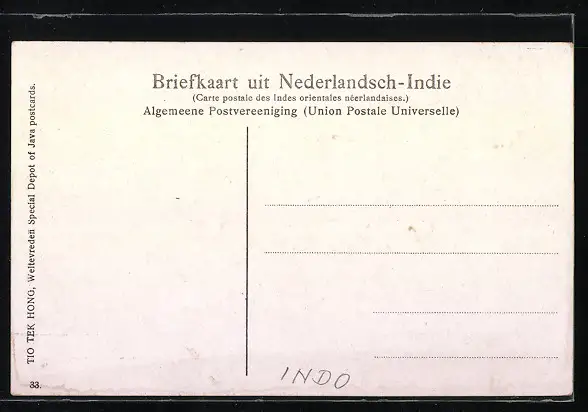 Briefkaart uit Nederlandsch-Indie
(Carte postale des Indes orientales néerlandaises.)
Algemeene Postvereeniging (Union Postale Universelle)
TIO TEK HONG, Weltevreden Special Depot of Java postcards.
33.
INDO